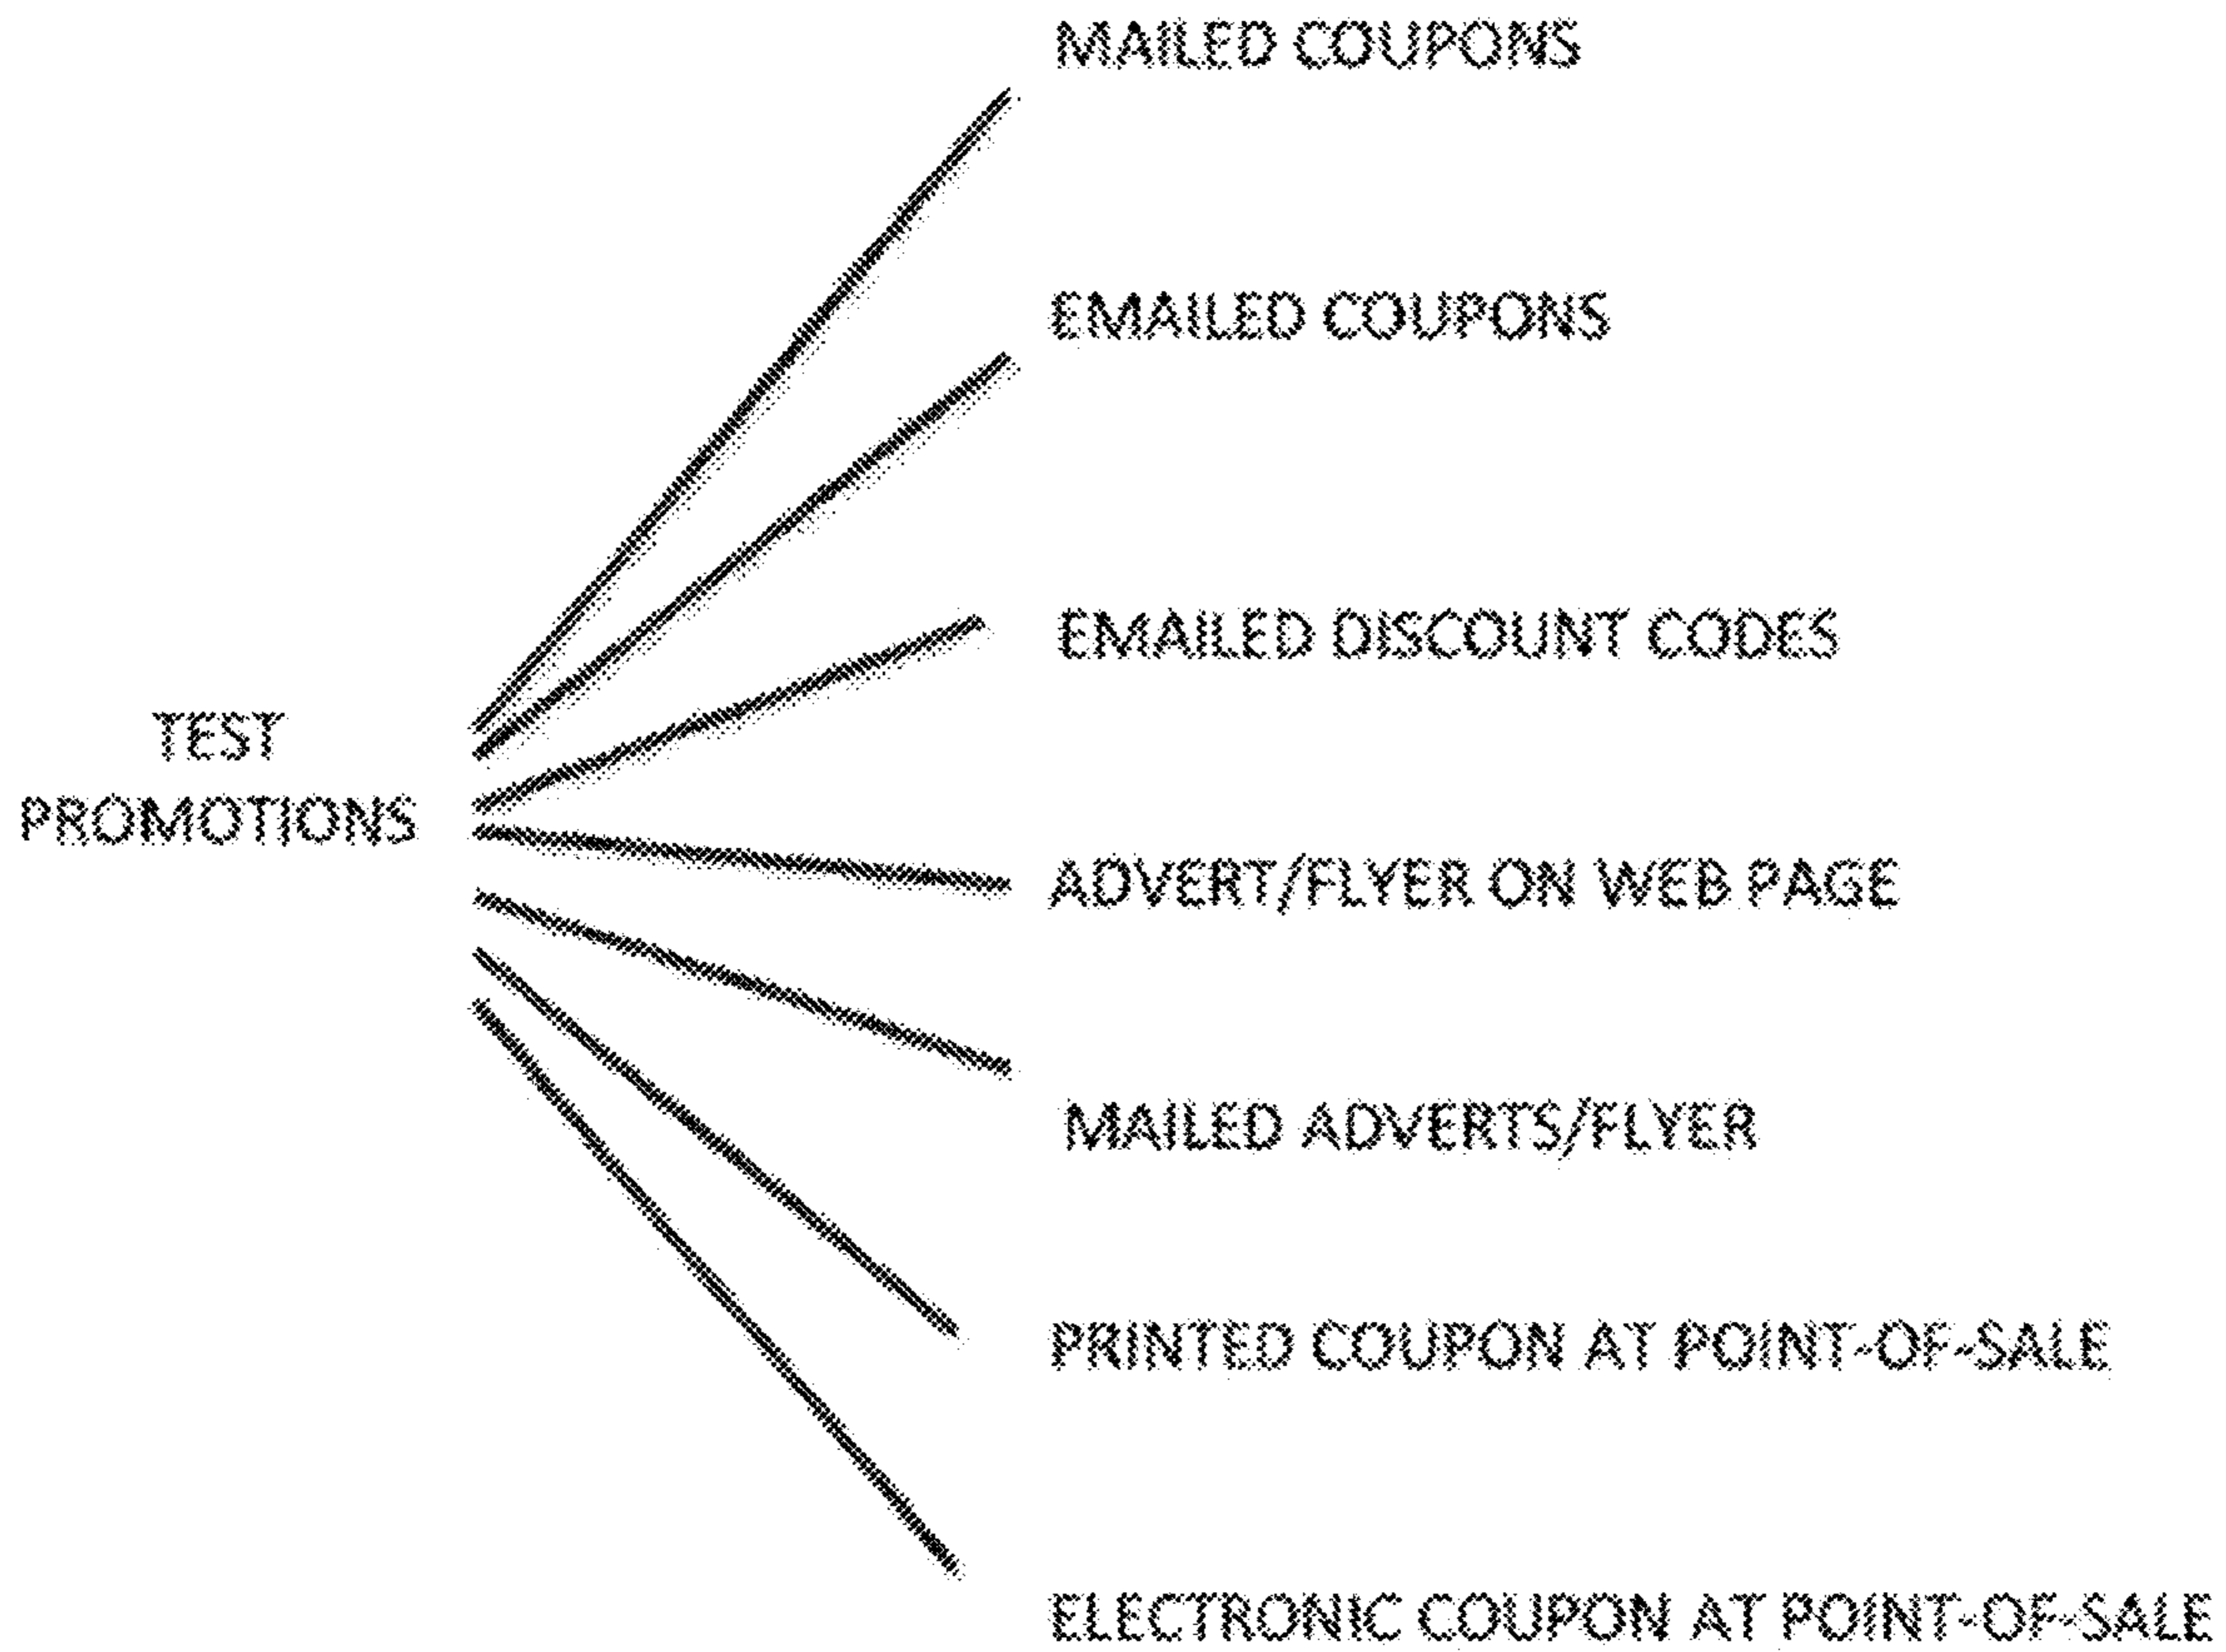 MAILED COUPONS
EMAILED COUPONS
EMAILED DISCOUNT CODES
TEST
PROMOTIONS
ADVERT/FLYER ON WEB PAGE
MAILED ADVERTS/FLYER
PRINTED COUPON AT POINT-OF-SALE
ELECTRONIC COUPON AT POINT-OF-SALE